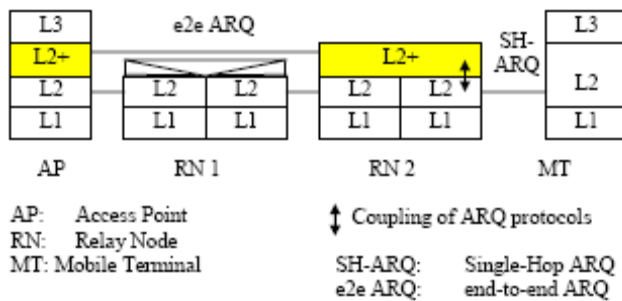 L3 e2e ARQ SH-ARQ L3
L2+ L2+
L2 L2 L2 L2 L2 L2
L1 L1 L1 L1 L1 L1
AP RN 1 RN 2 MT
AP: Access Point
RN: Relay Node
MT: Mobile Terminal
Coupling of ARQ protocols
SH-ARQ: Single-Hop ARQ
e2e ARQ: end-to-end ARQ